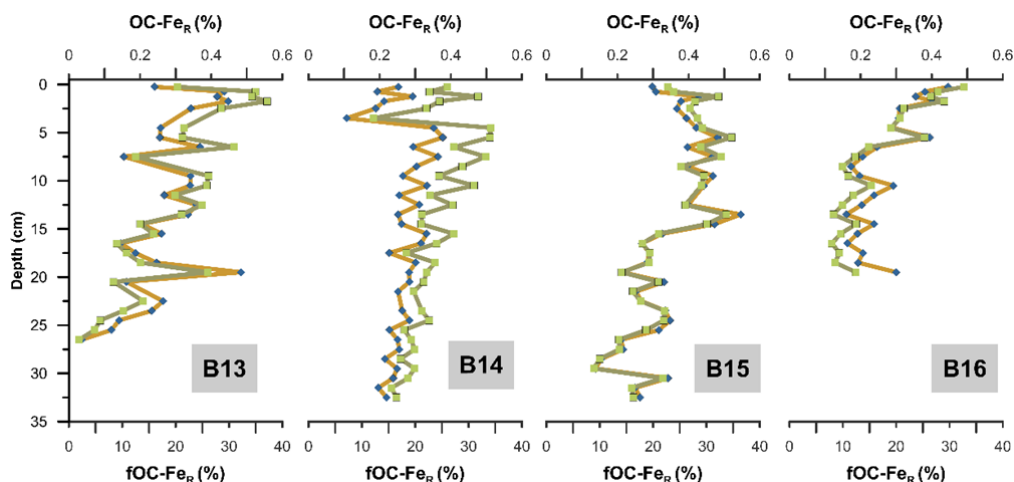 OC-FeR (%) OC-FeR (%) OC-FeR (%) OC-FeR (%)
0 0.2 0.4 0.6 0 0.2 0.4 0.6 0 0.2 0.4 0.6 0 0.2 0.4 0.6
Depth (cm)
0
5
10
15
20
25
30
35
B13 B14 B15 B16
0 10 20 30 40 0 10 20 30 40 0 10 20 30 40 0 10 20 30 40
fOC-FeR (%) fOC-FeR (%) fOC-FeR (%) fOC-FeR (%)